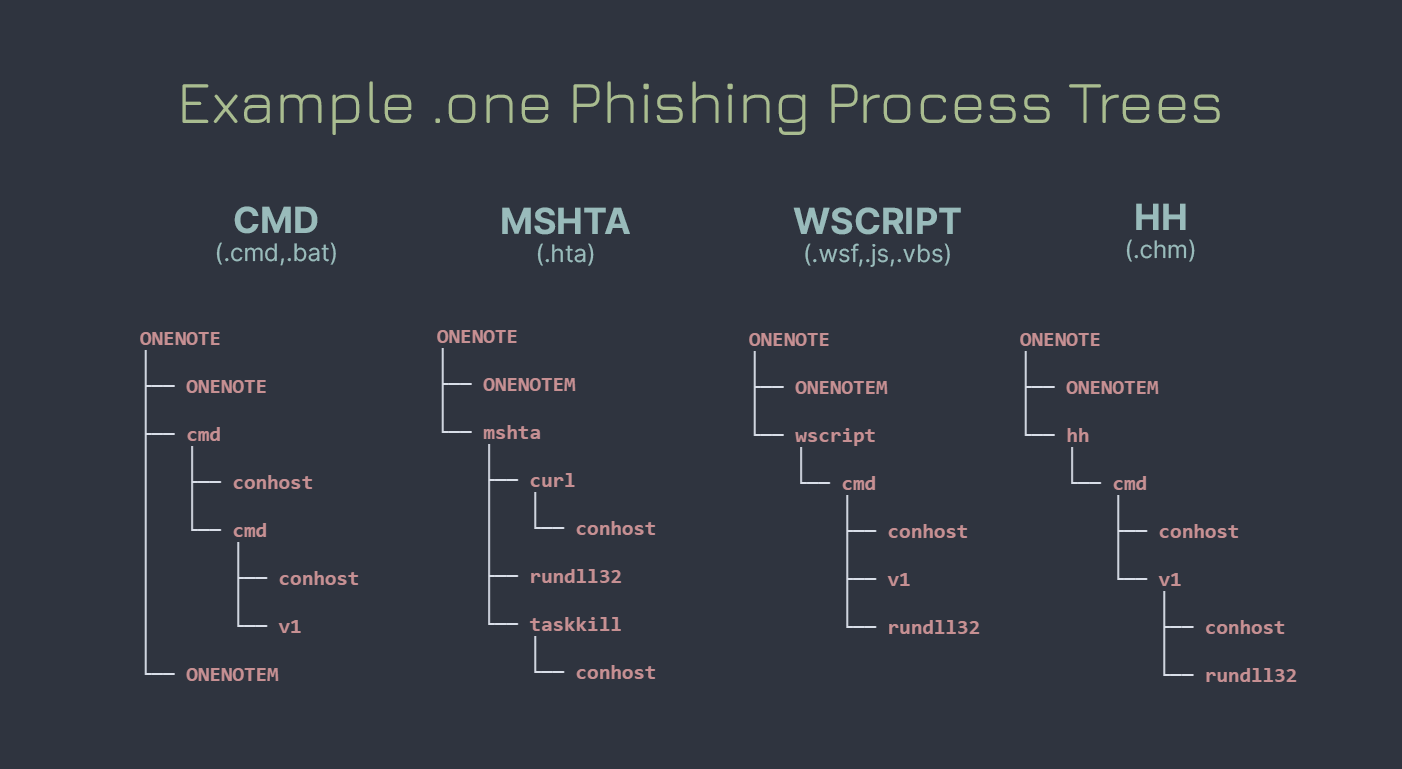 Example .one Phishing Process Trees
CMD
(.cmd,.bat)
ONENOTE
ONENOTE
cmd
conhost
cmd
conhost
v1
ONENOTEM
MSHTA
(.hta)
ONENOTE
ONENOTEM
mshta
curl
conhost
rundll32
taskkill
conhost
WSCRIPT
(.wsf,.js,.vbs)
ONENOTE
ONENOTEM
wscript
cmd
conhost
v1
rundll32
HH
(.chm)
ONENOTE
ONENOTEM
hh
cmd
conhost
v1
conhost
rundll32